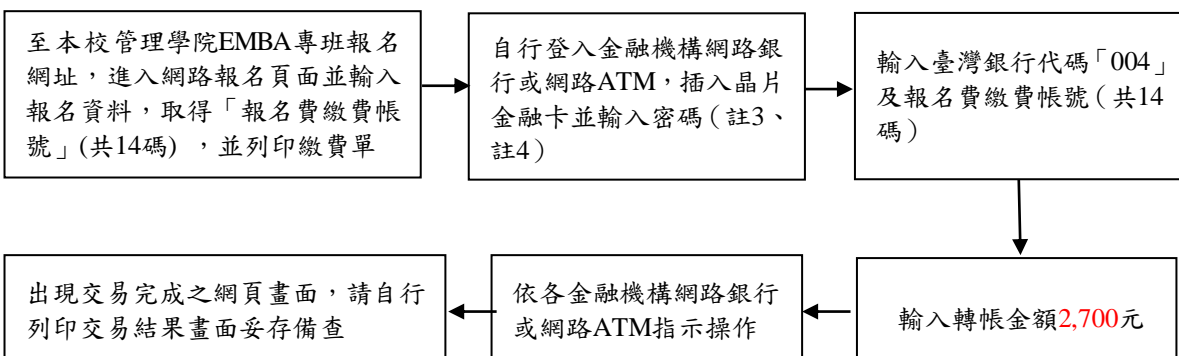 至本校管理學院EMBA專班報名
網址，進入網路報名頁面並輸入
報名資料，取得「報名費繳費帳
號」(共14碼) ，並列印繳費單
自行登入金融機構網路銀
行或網路ATM，插入晶片
金融卡並輸入密碼（註3、
註4）
輸入臺灣銀行代碼「004」
及報名費繳費帳號（共14
碼）
輸入轉帳金額2,700元
依各金融機構網路銀行
或網路ATM指示操作
出現交易完成之網頁畫面，請自行
列印交易結果畫面妥存備查